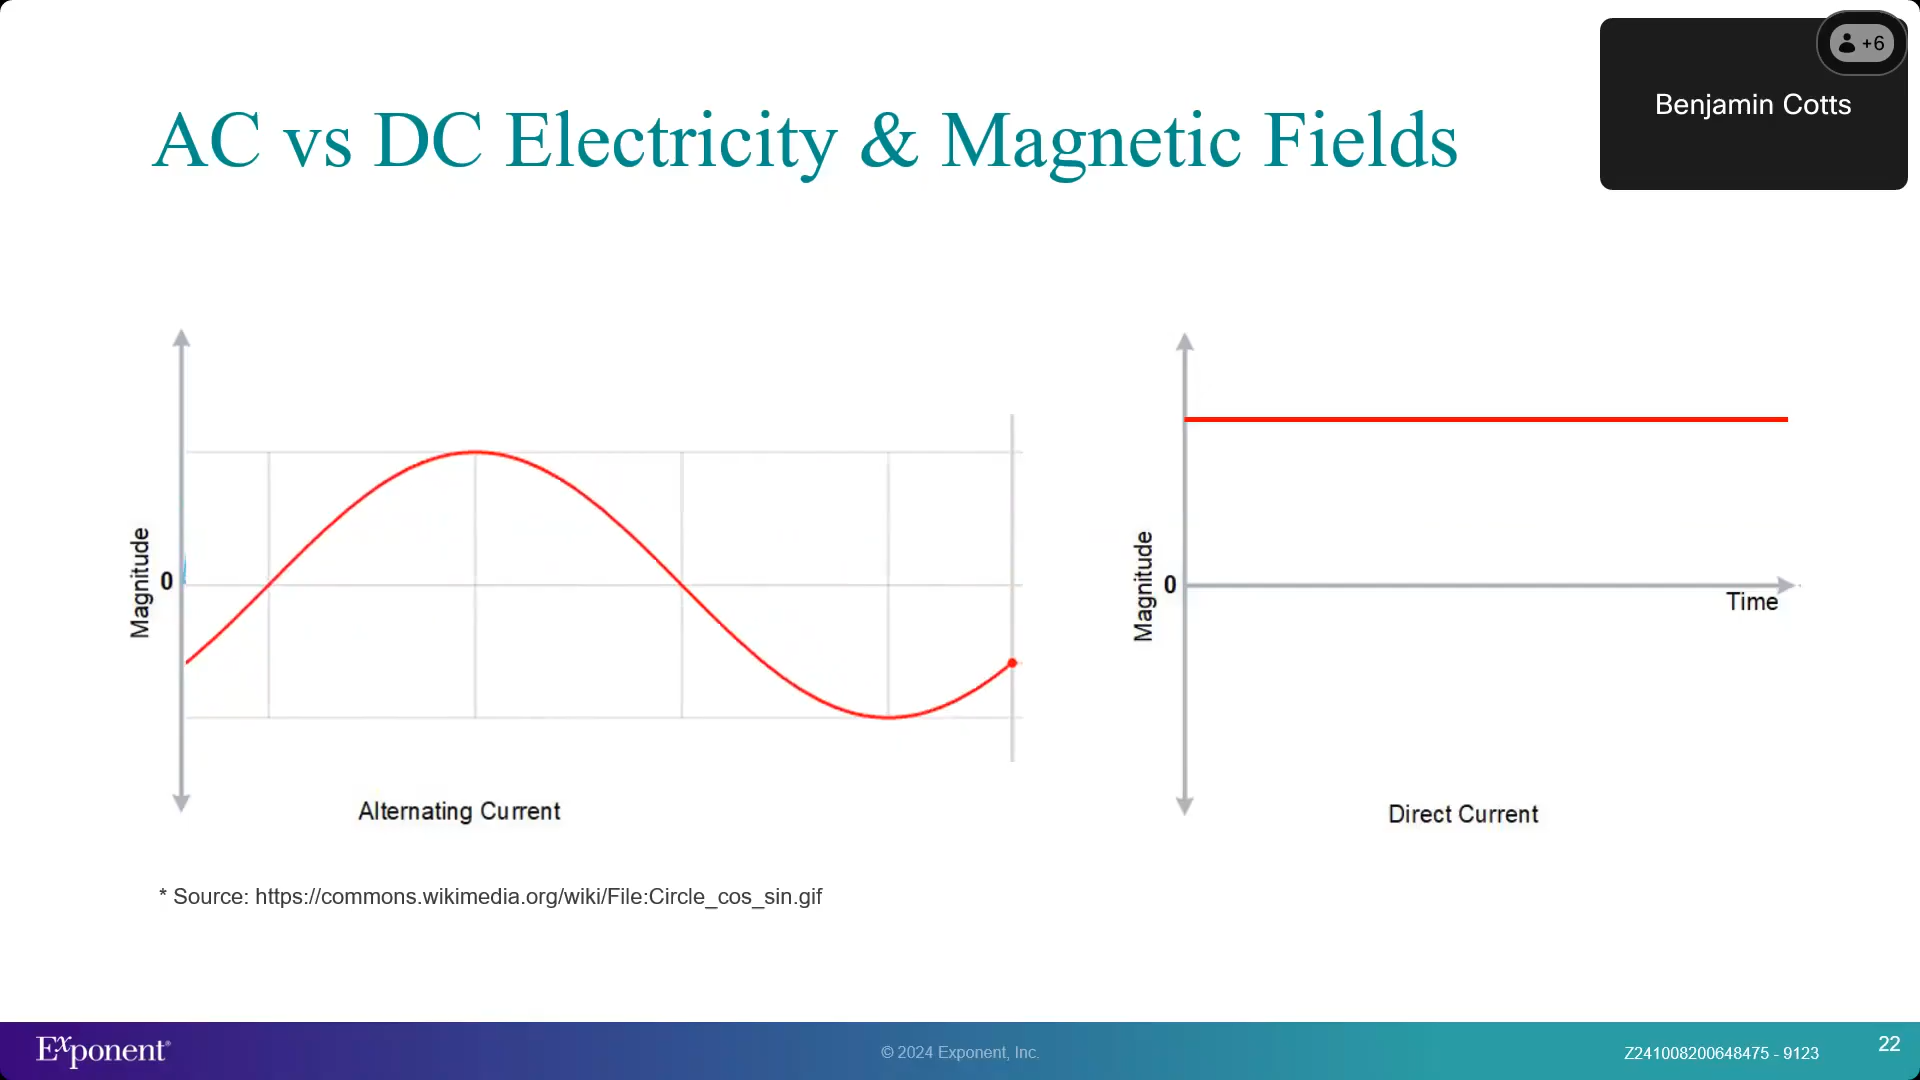 AC vs DC Electricity & Magnetic Fields
+6
Benjamin Cotts
Magnitude
0
Alternating Current
Magnitude
0
Time
Direct Current
* Source: https://commons.wikimedia.org/wiki/File:Circle_cos_sin.gif
Exponent®
© 2024 Exponent, Inc.
Z241008200648475 - 9123
22